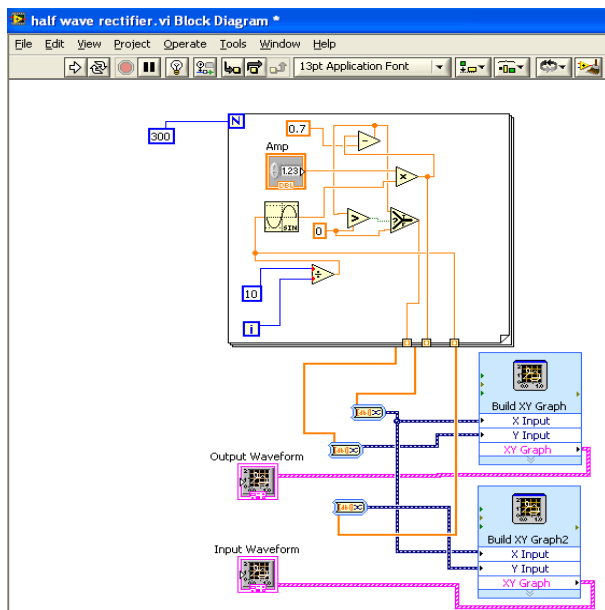 half wave rectifier.vi Block Diagram *
File Edit View Project Operate Tools Window Help
13pt Application Font
300
N
0.7
Amp
1.23
DBL
SIN
0
10
i
Build XY Graph
X Input
Y Input
XY Graph
Output Waveform
Build XY Graph2
X Input
Y Input
XY Graph
Input Waveform